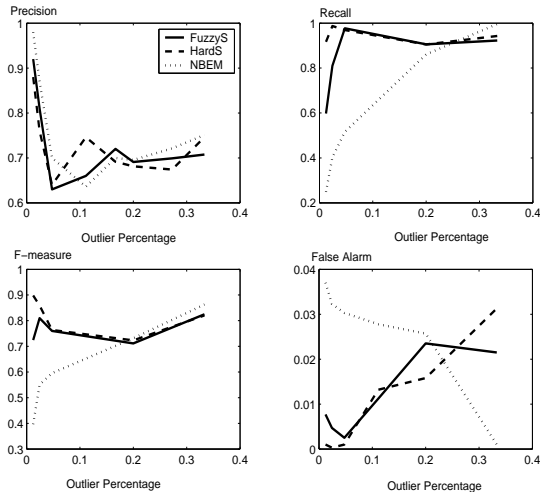 Precision
1
0.9
0.8
0.7
0.6
0 0.1 0.2 0.3 0.4
Outlier Percentage
FuzzyS
HardS
NBEM
Recall
1
0.8
0.6
0.4
0.2
0 0.1 0.2 0.3 0.4
Outlier Percentage
F-measure
1
0.9
0.8
0.7
0.6
0.5
0.4
0.3
0 0.1 0.2 0.3 0.4
Outlier Percentage
False Alarm
0.04
0.03
0.02
0.01
0
0 0.1 0.2 0.3 0.4
Outlier Percentage